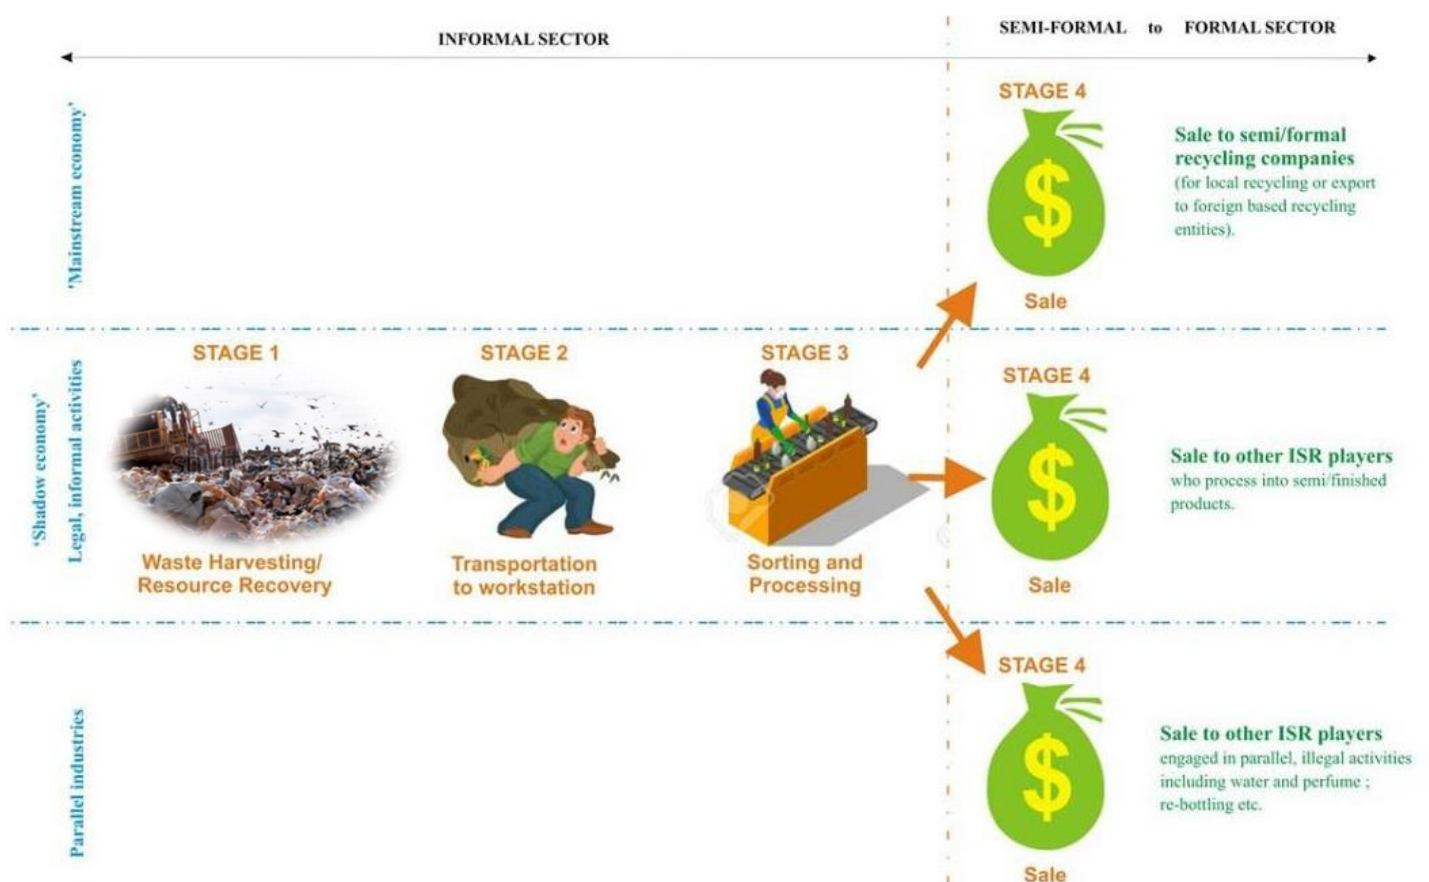 INFORMAL SECTOR
SEMI-FORMAL to FORMAL SECTOR
'Mainstream economy'
STAGE 4
Sale to semi/formal
recycling companies
(for local recycling or export
to foreign based recycling
entities).
Sale
'Shadow economy'
Legal, informal activities
STAGE 1
Waste Harvesting/
Resource Recovery
STAGE 2
Transportation
to workstation
STAGE 3
Sorting and
Processing
STAGE 4
Sale to other ISR players
who process into semi/finished
products.
Sale
Parallel industries
STAGE 4
Sale to other ISR players
engaged in parallel, illegal activities
including water and perfume ;
re-bottling etc.
Sale